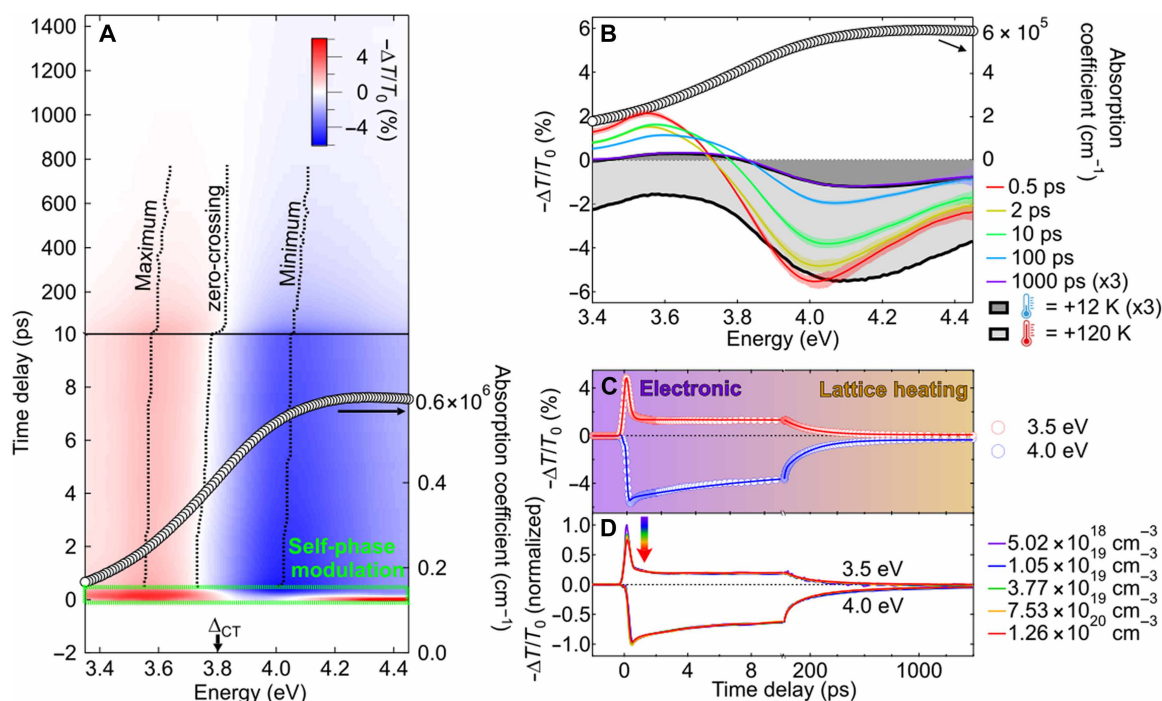 A
1400
1200
1000
800
600
400
200
10
8
6
4
2
0
−2
Time delay (ps)
4
0
−4
−ΔT/T0 (%)
Maximum
zero-crossing
Minimum
Self-phase
modulation
ΔCT
3.4 3.6 3.8 4.0 4.2 4.4
Energy (eV)
0.6×10^6
0.4
0.2
0.0
Absorption coefficient (cm−1)
B
6
4
2
0
−2
−4
−6
−ΔT/T0 (%)
3.4 3.6 3.8 4.0 4.2 4.4
Energy (eV)
6 × 10^5
4
2
0
Absorption
coefficient (cm−1)
0.5 ps
2 ps
10 ps
100 ps
1000 ps (x3)
= +12 K (x3)
= +120 K
C
Electronic
Lattice heating
4
0
−4
−ΔT/T0 (%)
3.5 eV
4.0 eV
D
1.0
0.5
0.0
−0.5
−1.0
−ΔT/T0 (normalized)
3.5 eV
4.0 eV
0 4 8 200 1000
Time delay (ps)
5.02 × 10^18 cm−3
1.05 × 10^19 cm−3
3.77 × 10^19 cm−3
7.53 × 10^19 cm−3
1.26 × 10^20 cm−3